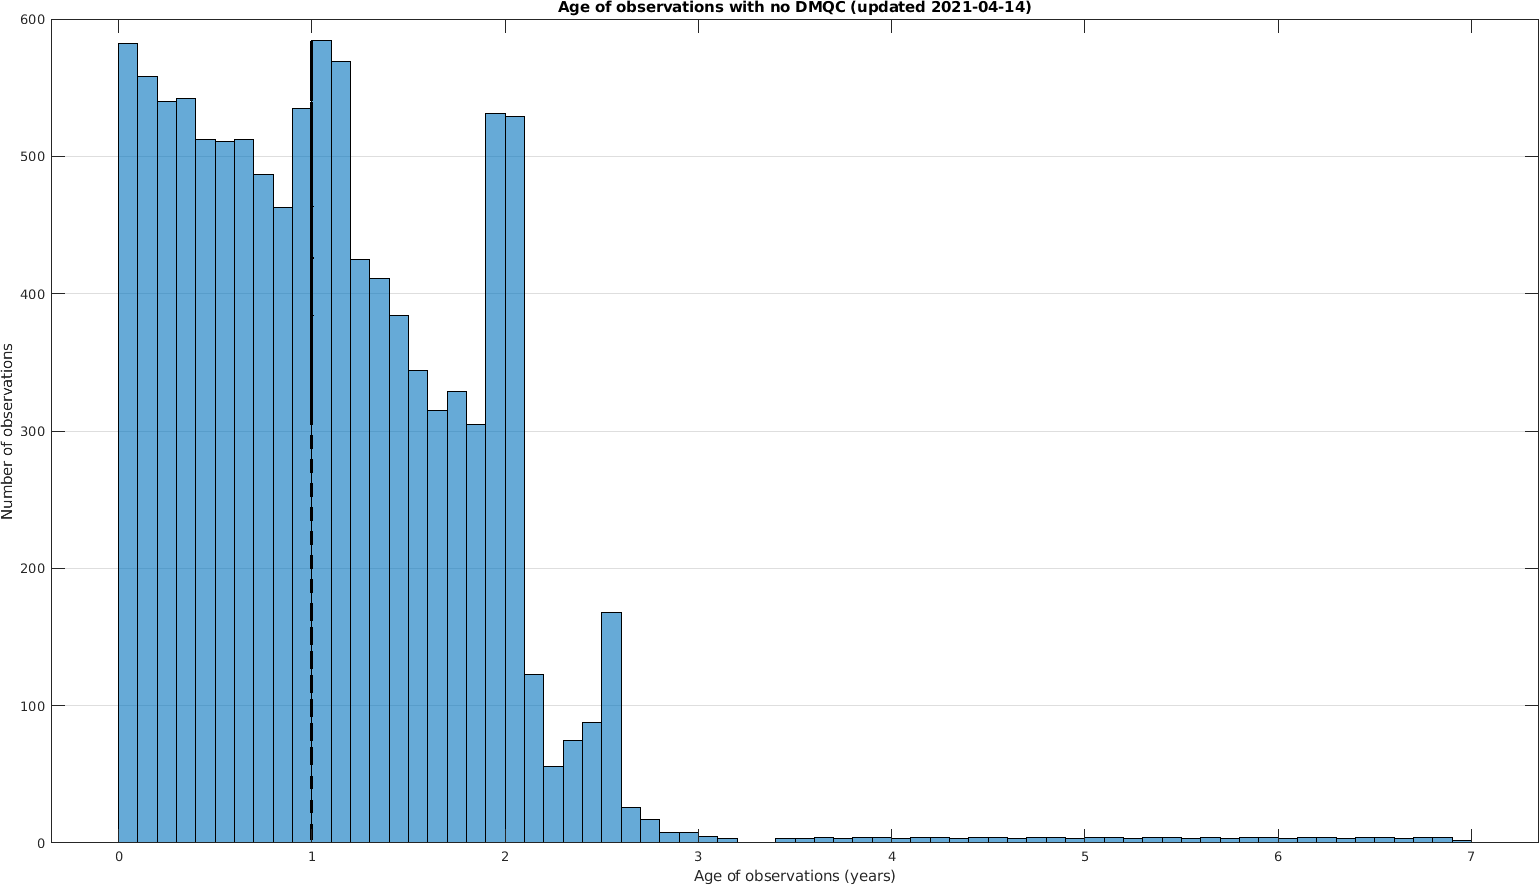 Age of observations with no DMQC (updated 2021-04-14)
600
500
400
300
200
100
0
Number of observations
0 1 2 3 4 5 6 7
Age of observations (years)